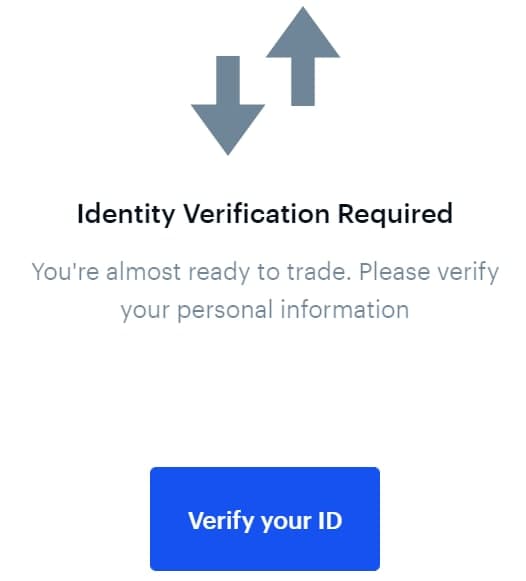 Identity Verification Required
You're almost ready to trade. Please verify
your personal information
Verify your ID